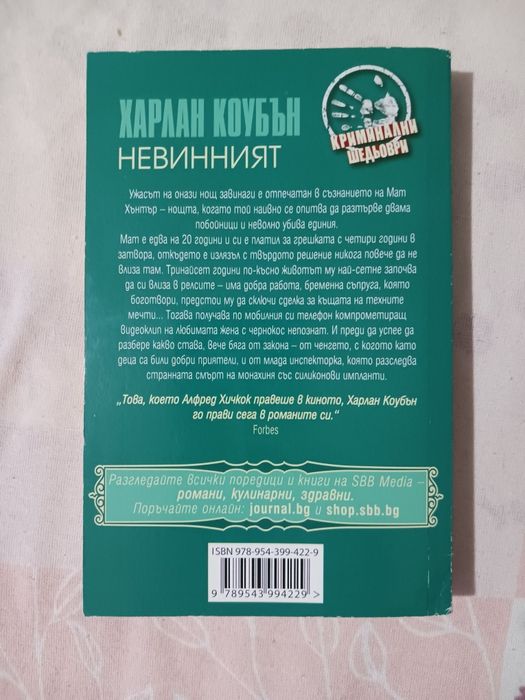 ХАРЛАН КОУБЪН
НЕВИННИЯТ
КРИМИНАЛНИ
ШЕДЬОВРИ
Ужасът на онази нощ завинаги е отпечатан в съзнанието на Мат
Хънтър – нощта, когато той наивно се опитва да разтърве двама
побойници и неволно убива единия.
Мат е едва на 20 години и си е платил за грешката с четири години в
затвора, откъдето е излязъл с твърдото решение никога повече да не
влиза там. Тринайсет години по-късно животът му най-сетне започва
да си влиза в релсите – има добра работа, бременна съпруга, която
боготвори, предстои му да сключи сделка за къщата на техните
мечти... Тогава получава по мобилния си телефон компрометиращ
видеоклип на любимата жена с чернокос непознат. И преди да успее да
разбере какво става, вече бяга от закона – от ченгето, с когото като
деца са били добри приятели, и от млада инспекторка, която разследва
странната смърт на монахиня със силиконови импланти.
„Това, което Алфред Хичкок правеше в киното, Харлан Коубън
го прави сега в романите си.“
Forbes
Разгледайте всички поредици и книги на SBB Media –
романи, кулинарни, здравни.
Поръчайте онлайн: journal.bg и shop.sbb.bg
ISBN 978-954-399-422-9
9 789543 994229 >